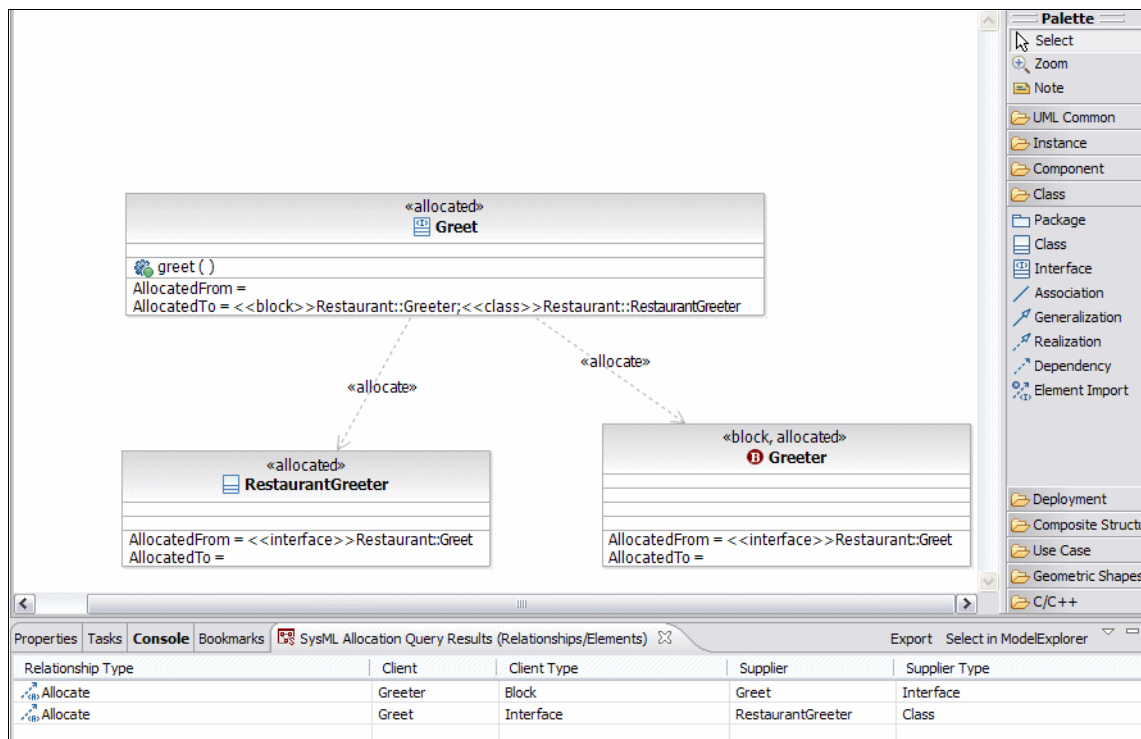 Palette
Select
Zoom
Note
UML Common
Instance
Component
Class
Package
Class
Interface
Association
Generalization
Realization
Dependency
Element Import
Deployment
Composite Structu
Use Case
Geometric Shapes
C/C++
«allocated»
Greet
greet ( )
AllocatedFrom =
AllocatedTo = <<block>>Restaurant::Greeter;<<class>>Restaurant::RestaurantGreeter
«allocate»
«allocate»
«allocated»
RestaurantGreeter
AllocatedFrom = <<interface>>Restaurant::Greet
AllocatedTo =
«block, allocated»
B Greeter
AllocatedFrom = <<interface>>Restaurant::Greet
AllocatedTo =
Properties Tasks Console Bookmarks SysML Allocation Query Results (Relationships/Elements) Export Select in ModelExplorer
Relationship Type Client Client Type Supplier Supplier Type
Allocate Greeter Block Greet Interface
Allocate Greet Interface RestaurantGreeter Class